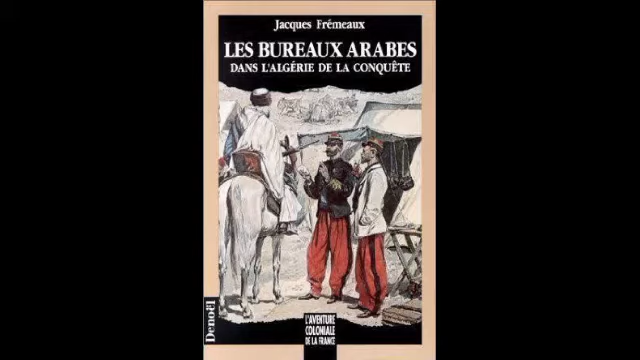 Jacques Frémeaux
LES BUREAUX ARABES
DANS L'ALGÉRIE DE LA CONQUÊTE
Denoël
L'AVENTURE
COLONIALE
DE LA FRANCE